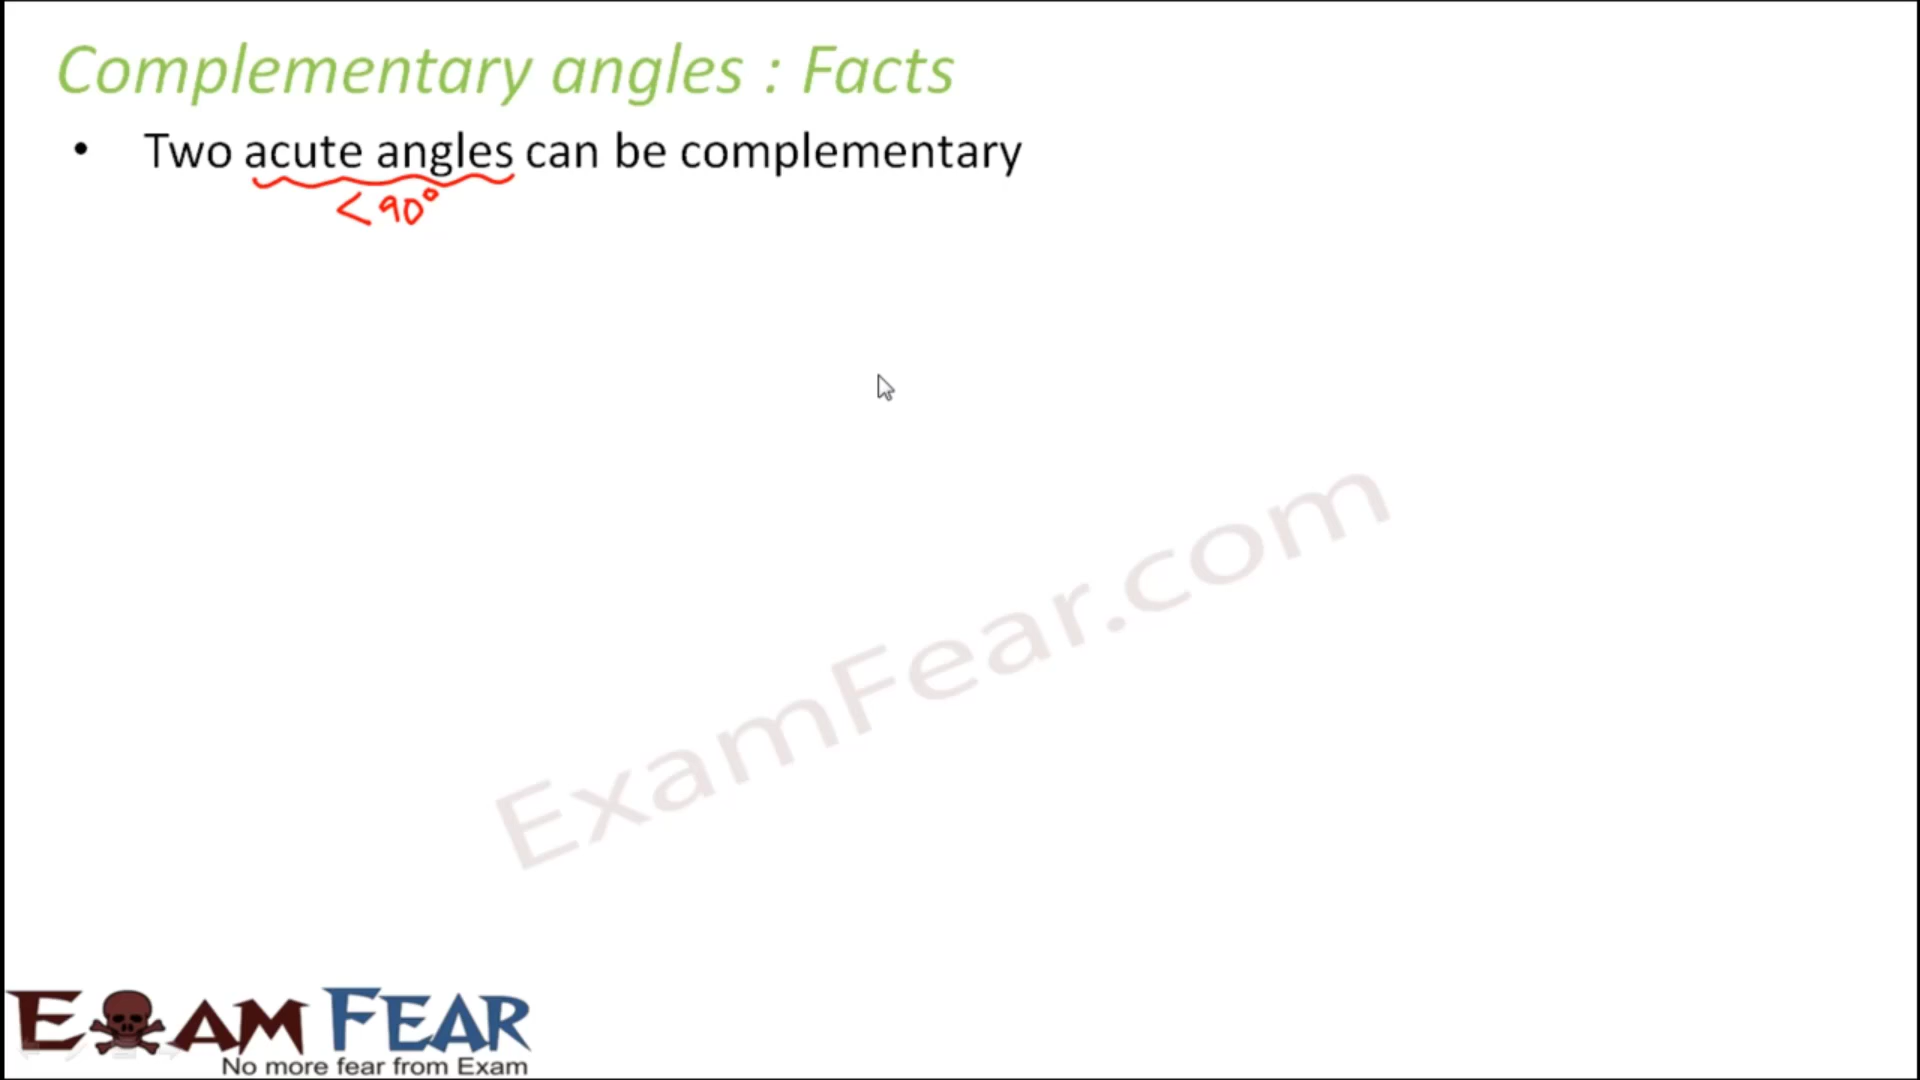 Complementary angles : Facts
• Two acute angles can be complementary
< 90°
ExamFear.com
EXAM FEAR
No more fear from Exam